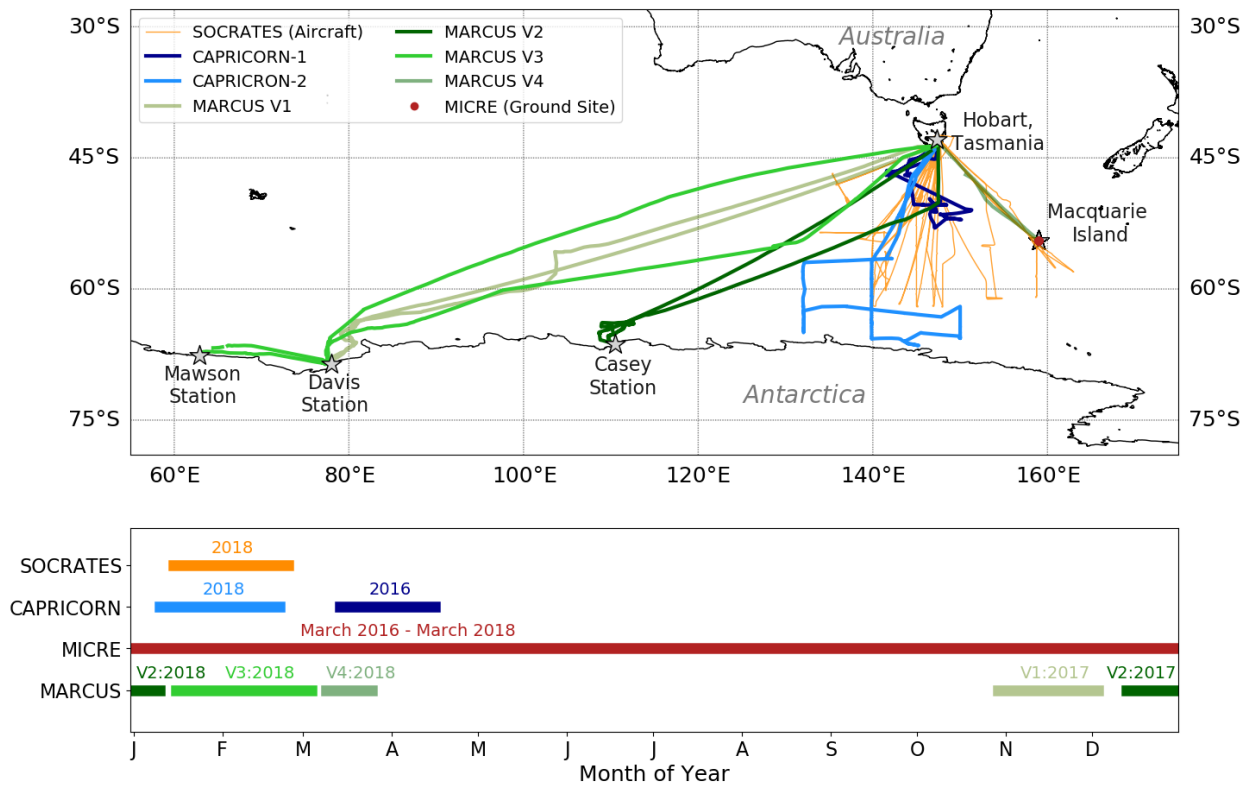 30°S
30°S
SOCRATES (Aircraft)
CAPRICORN-1
CAPRICRON-2
MARCUS V1
MARCUS V2
MARCUS V3
MARCUS V4
MICRE (Ground Site)
Australia
Hobart,
Tasmania
45°S
45°S
Macquarie
Island
60°S
60°S
Mawson
Station
Davis
Station
Casey
Station
Antarctica
75°S
75°S
60°E
80°E
100°E
120°E
140°E
160°E
SOCRATES
2018
CAPRICORN
2018
2016
MICRE
March 2016 - March 2018
MARCUS
V2:2018
V3:2018
V4:2018
V1:2017
V2:2017
J
F
M
A
M
J
J
A
S
O
N
D
Month of Year